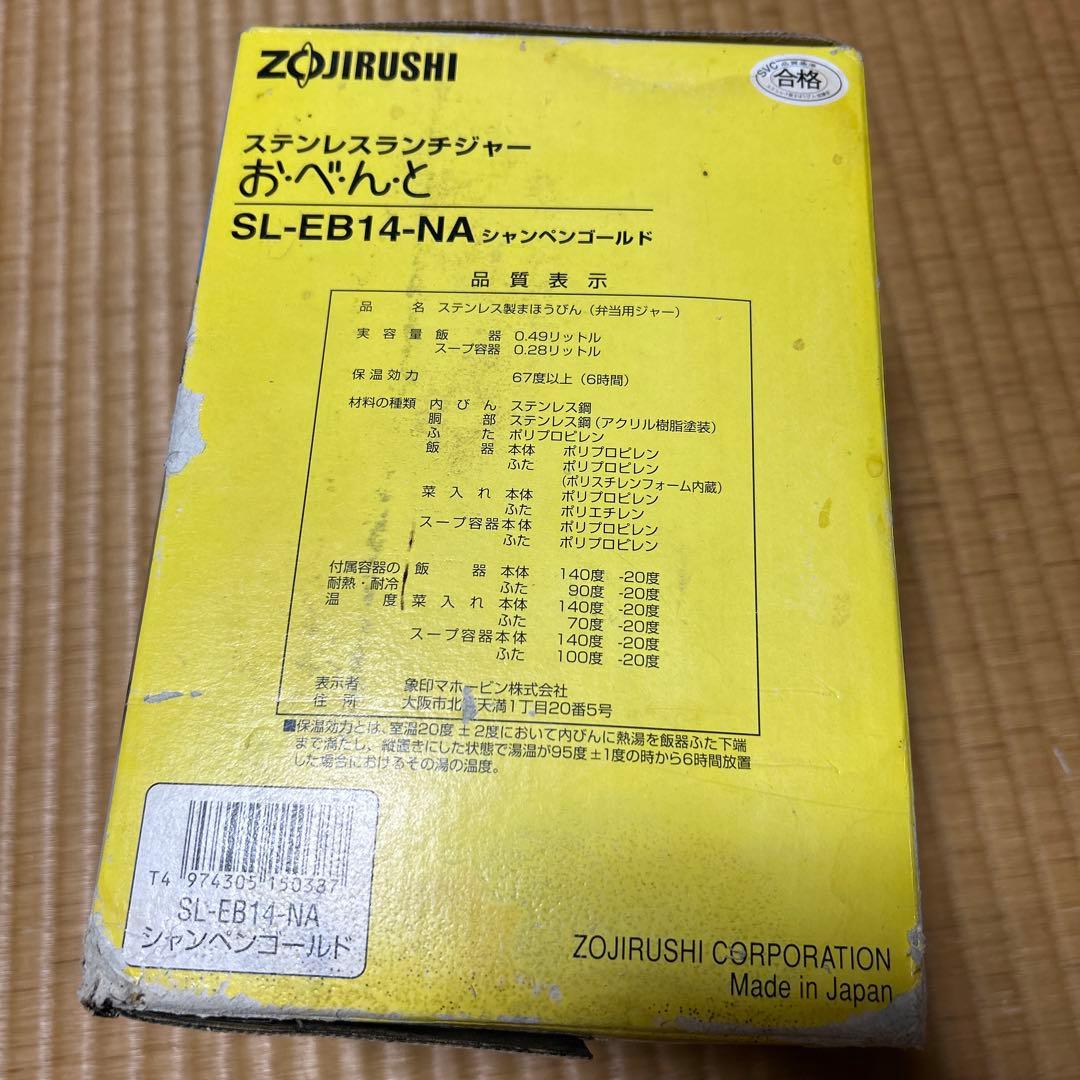 ZOJIRUSHI
SVC 品質基準
合格
ステンレスランチジャー
お・べ・ん・と
SL-EB14-NA シャンペンゴールド
品質表示
品名 ステンレス製まほうびん（弁当用ジャー）
実容量 飯器 0.49リットル
スープ容器 0.28リットル
保温効力 67度以上（6時間）
材料の種類 内びん ステンレス鋼
胴部 ステンレス鋼（アクリル樹脂塗装）
ふた ポリプロピレン
飯器 本体 ポリプロピレン
ふた ポリプロピレン
（ポリスチレンフォーム内蔵）
菜入れ 本体 ポリプロピレン
ふた ポリエチレン
スープ容器 本体 ポリプロピレン
ふた ポリプロピレン
付属容器の 飯器 本体 140度 -20度
耐熱・耐冷 ふた 90度 -20度
温度 菜入れ 本体 140度 -20度
ふた 70度 -20度
スープ容器 本体 140度 -20度
ふた 100度 -20度
表示者 象印マホービン株式会社
住所 大阪市北区天満1丁目20番5号
■保温効力とは、室温20度±2度において内びんに熱湯を飯器ふた下端
まで満たし、縦置きにした状態で湯温が95度±1度の時から6時間放置
した場合におけるその湯の温度。
T4 974305 150387
SL-EB14-NA
シャンペンゴールド
ZOJIRUSHI CORPORATION
Made in Japan